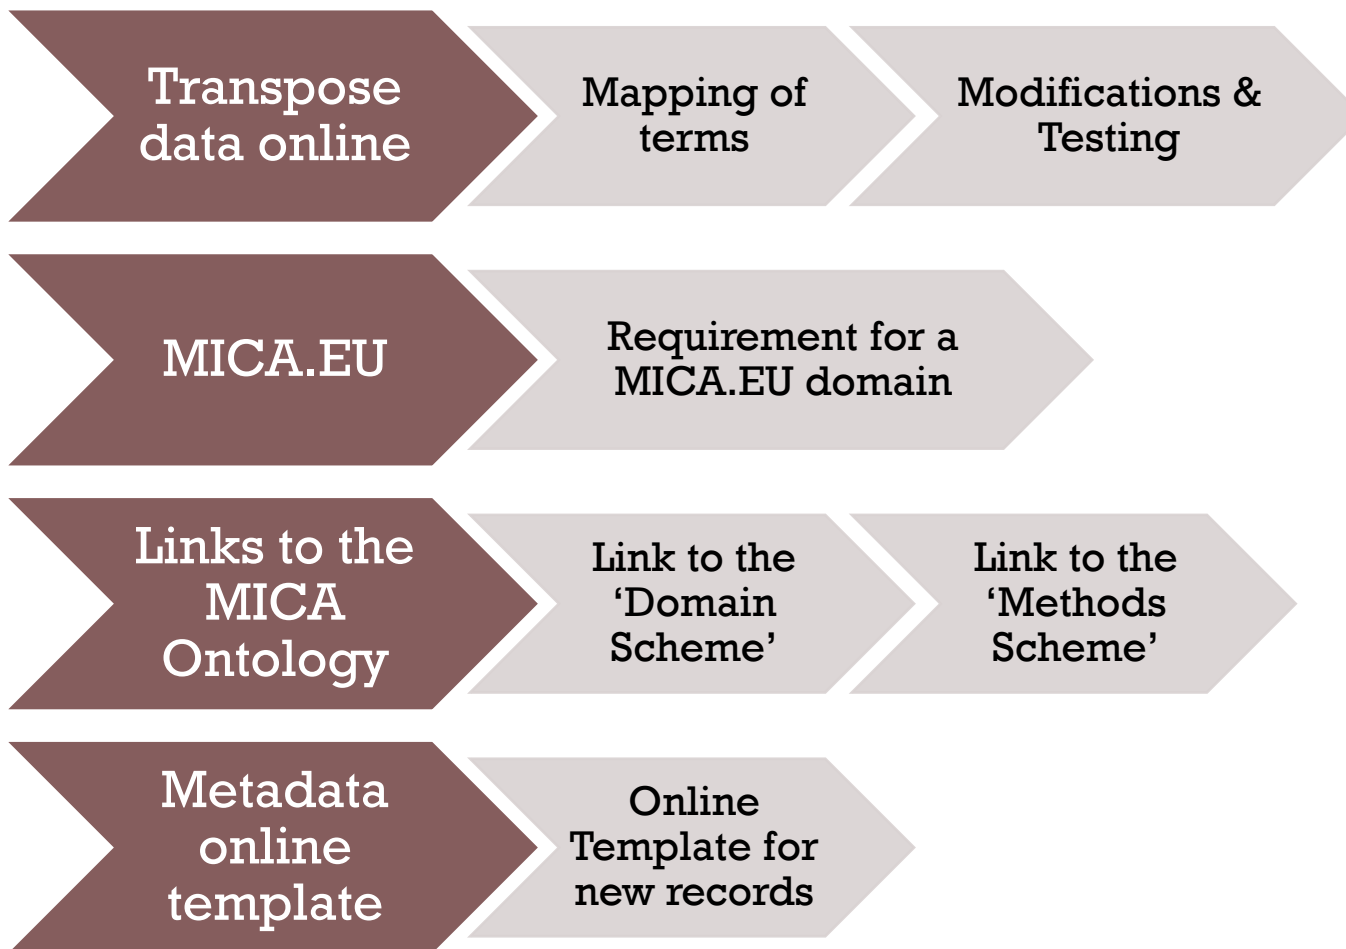 Transpose
data online
Mapping of
terms
Modifications &
Testing
MICA.EU
Requirement for a
MICA.EU domain
Links to the
MICA
Ontology
Link to the
‘Domain
Scheme’
Link to the
‘Methods
Scheme’
Metadata
online
template
Online
Template for
new records